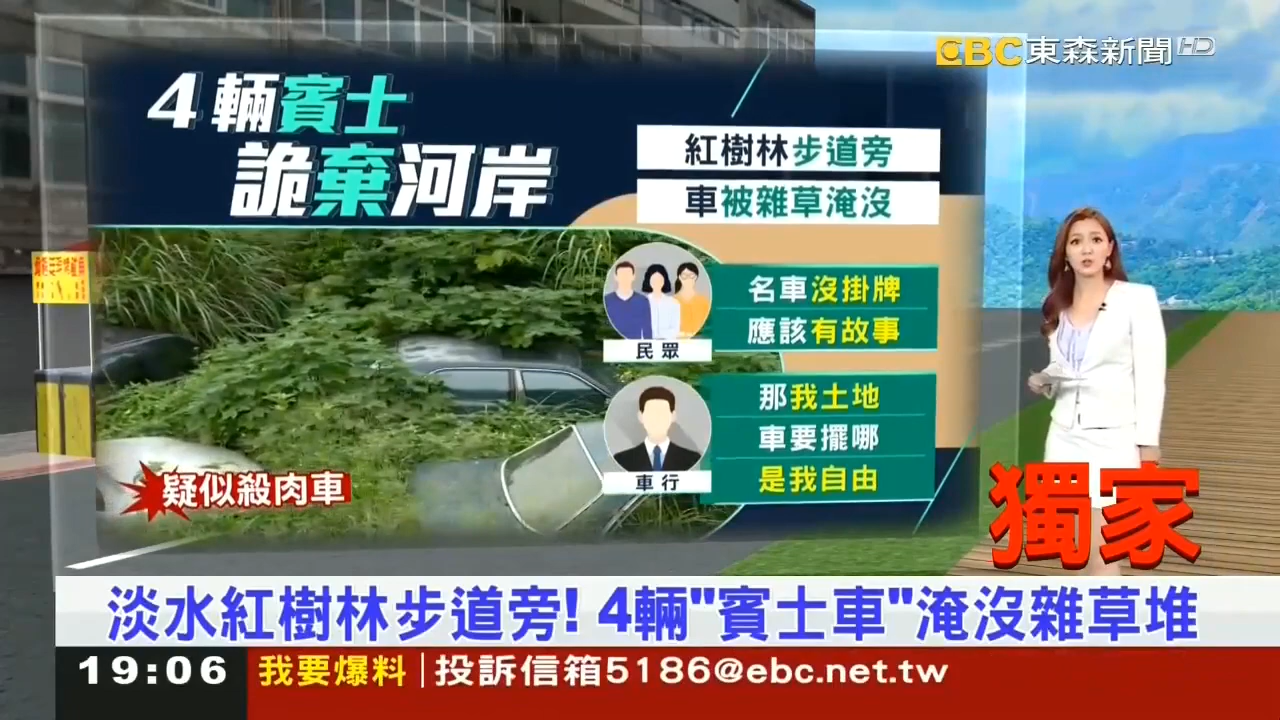 EBC東森新聞HD
4輛賓士
詭棄河岸
紅樹林步道旁
車被雜草淹沒
名車沒掛牌
應該有故事
民眾
那我土地
車要擺哪
是我自由
車行
疑似殺肉車
獨家
淡水紅樹林步道旁!4輛"賓士車"淹沒雜草堆
19:06 我要爆料|投訴信箱5186@ebc.net.tw